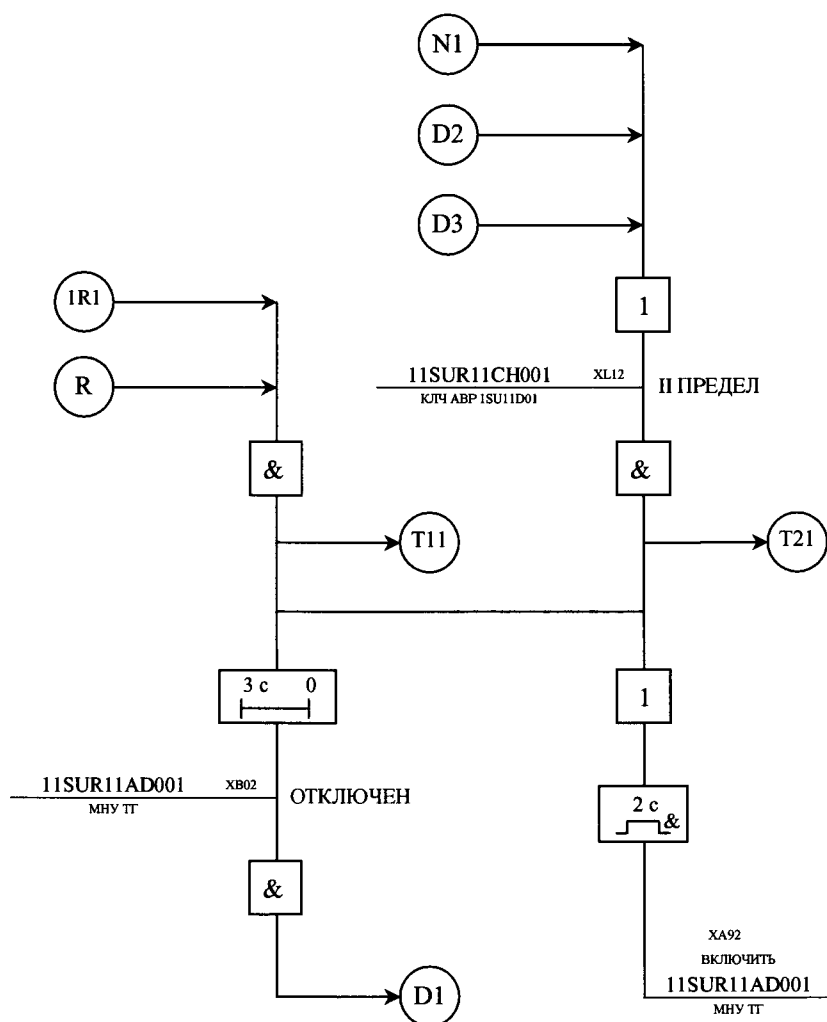 N1
D2
D3
1R1
R
1
11SUR11CH001 XL12 II ПРЕДЕЛ
КЛЧ АВР 1SU11D01
& &
T11 T21
3 с 0
1
11SUR11AD001 XB02 ОТКЛЮЧЕН
МНУ ТГ
2 с
&
&
XA92
ВКЛЮЧИТЬ
11SUR11AD001
D1
МНУ ТГ